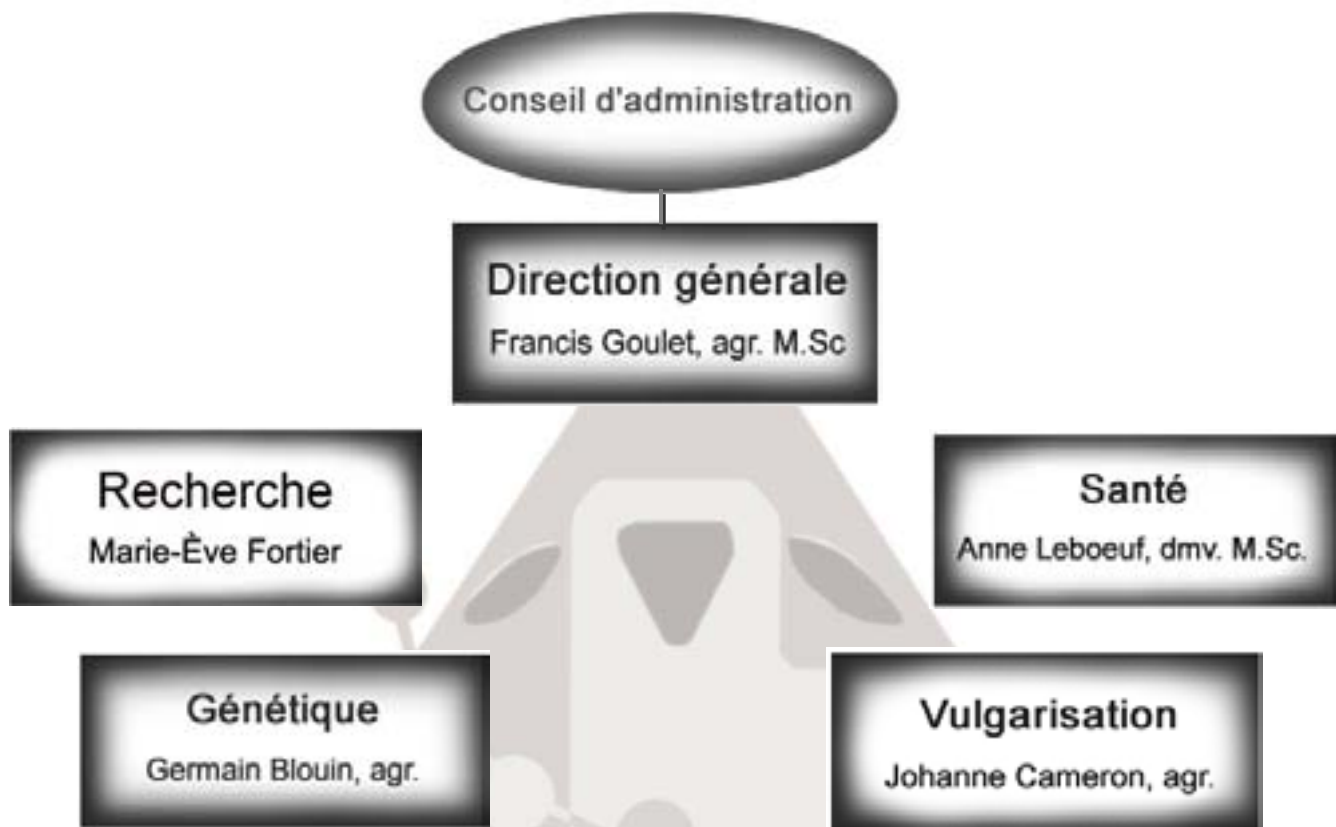 Conseil d'administration
Direction générale
Francis Goulet, agr. M.Sc
Recherche
Marie-Ève Fortier
Santé
Anne Leboeuf, dmv. M.Sc.
Génétique
Germain Blouin, agr.
Vulgarisation
Johanne Cameron, agr.